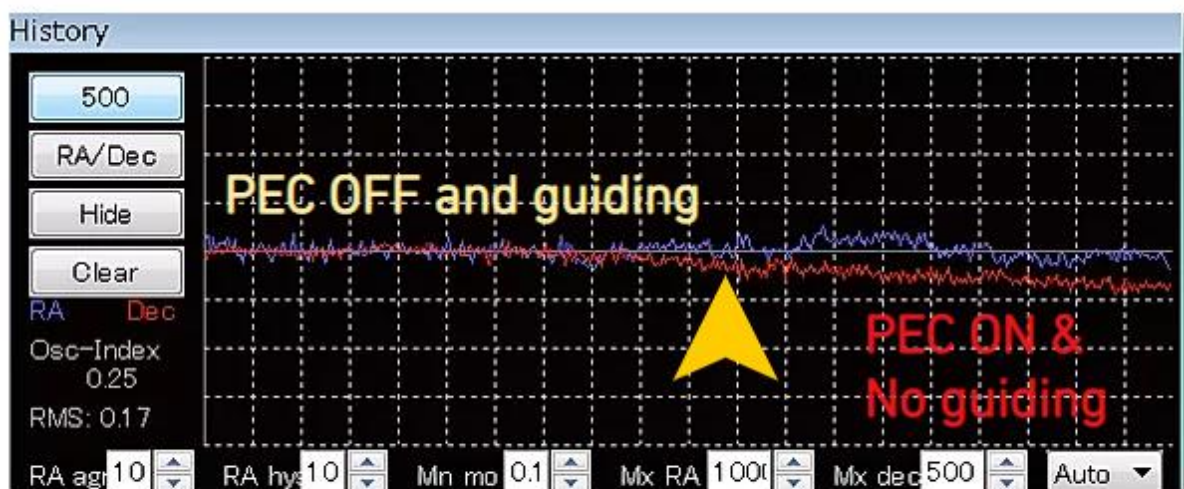 History
500
RA/Dec
PEC OFF and guiding
Hide
Clear
RA Dec
Osc-Index
0.25
PEC ON &
No guiding
RMS: 0.17
RA agr 10 RA hys 10 Mn mo 0.1 Mx RA 1000 Mx dec 500 Auto